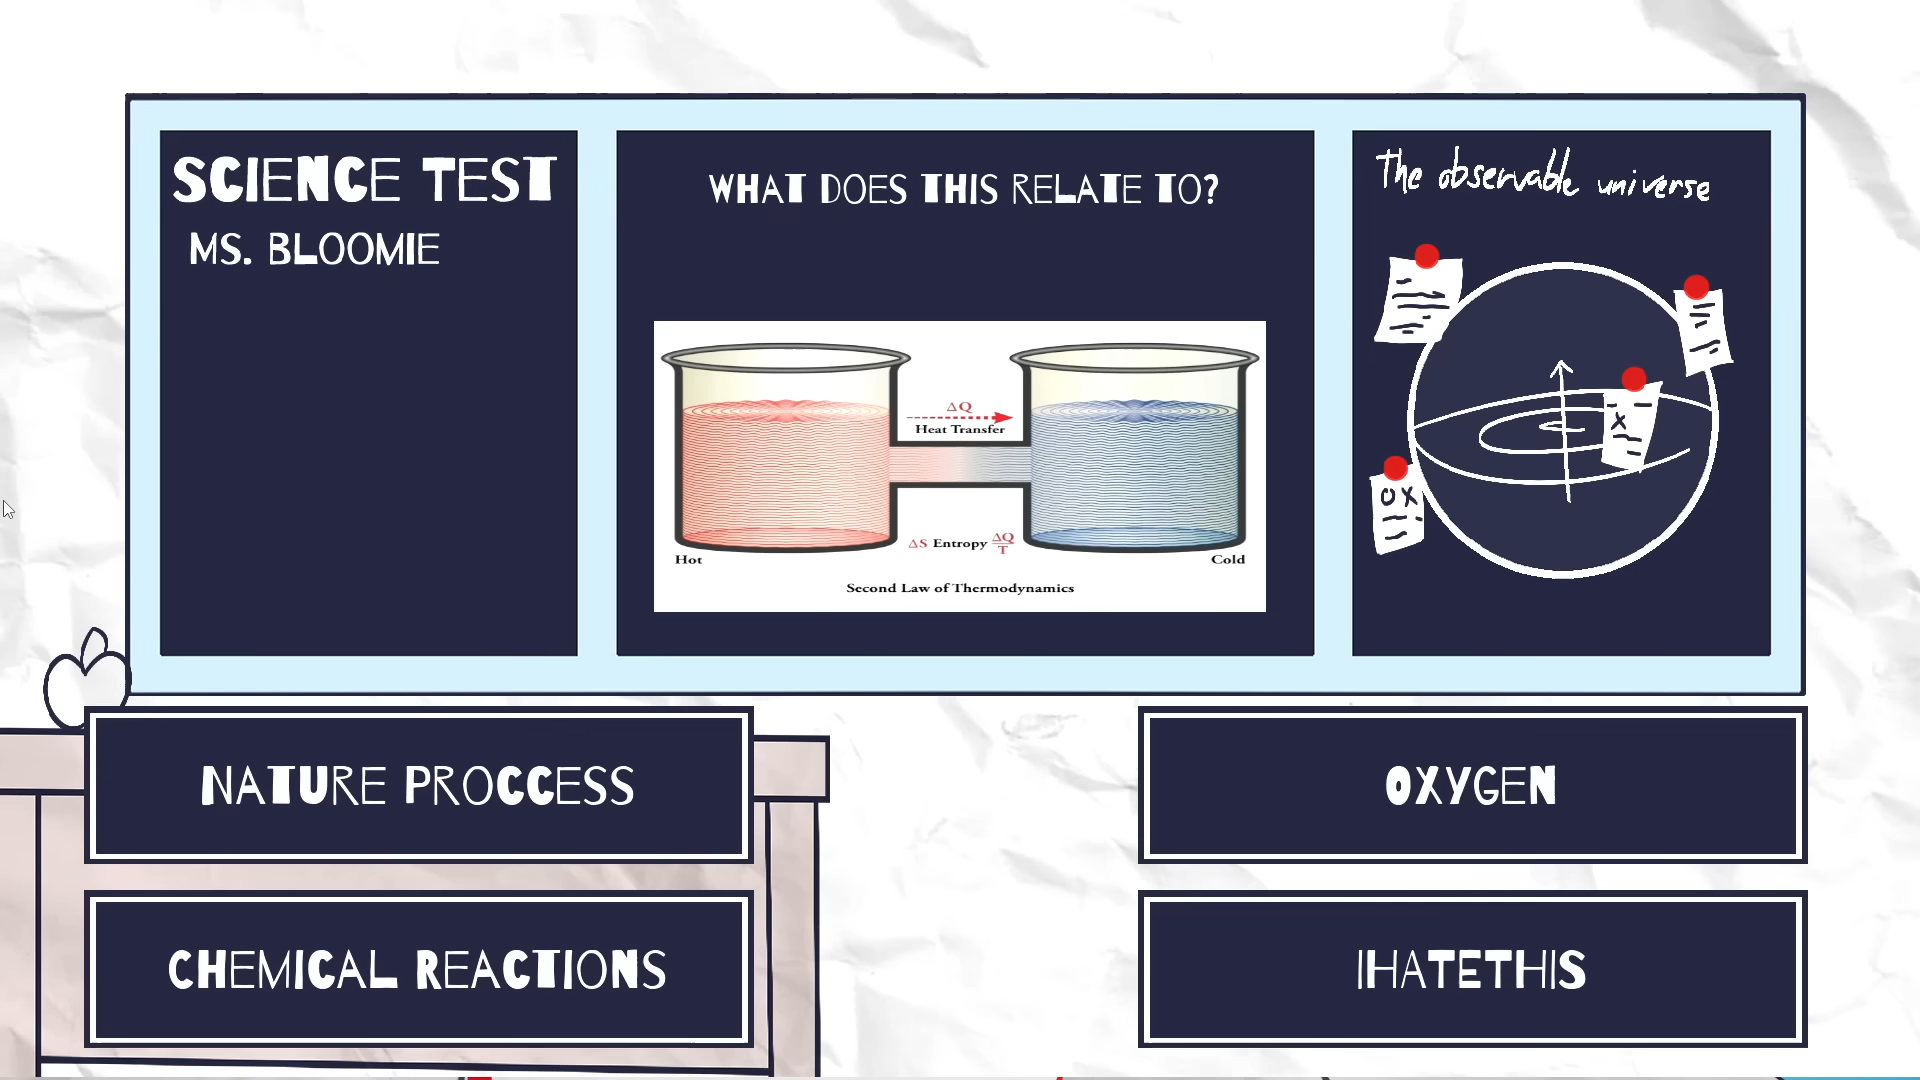 SCIENCE TEST
MS. BLOOMIE
WHAT DOES THIS RELATE TO?
ΔQ
Heat Transfer
ΔS Entropy ΔQ/T
Hot
Cold
Second Law of Thermodynamics
The observable universe
X
OX
NATURE PROCCESS
OXYGEN
CHEMICAL REACTIONS
IHATETHIS